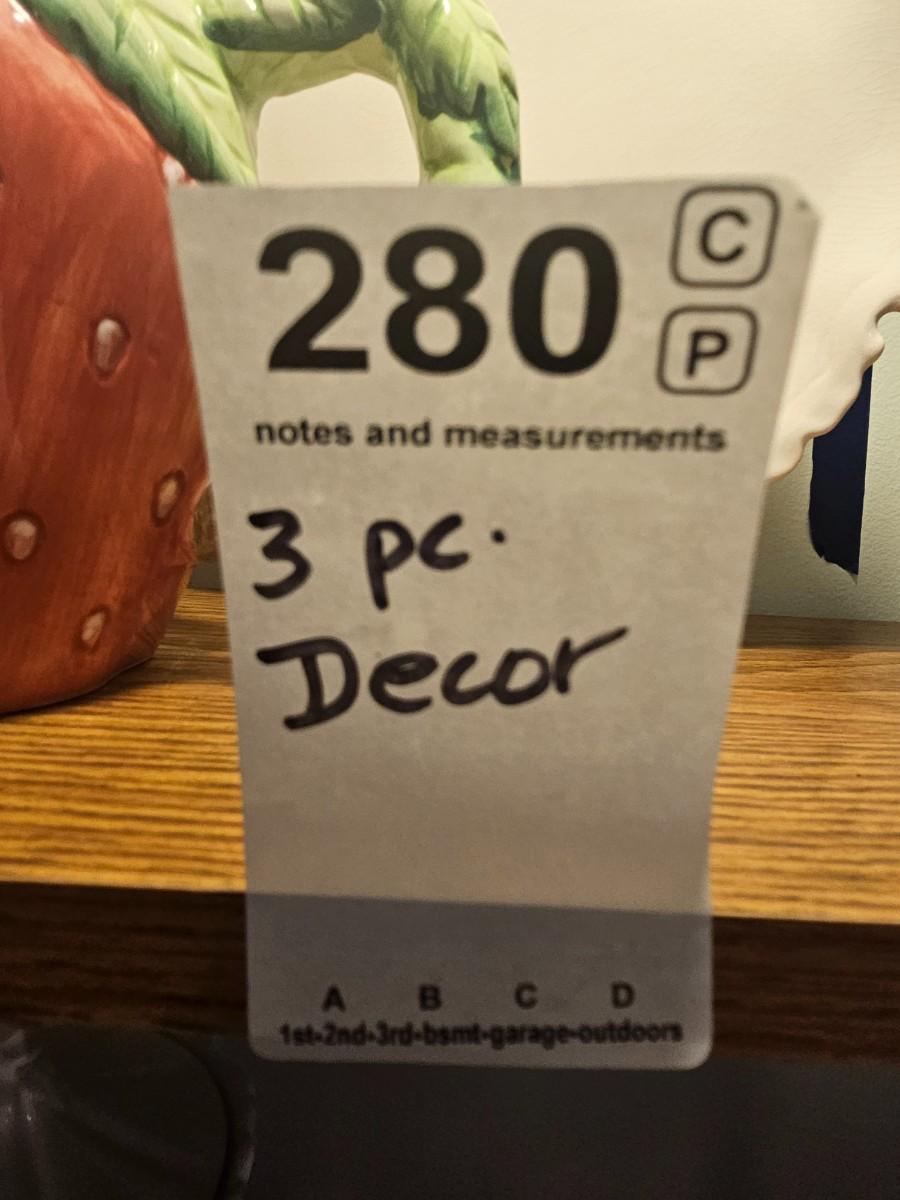 280 C
P
notes and measurements
3 pc.
Decor
A B C D
1st-2nd-3rd-bsmt-garage-outdoors